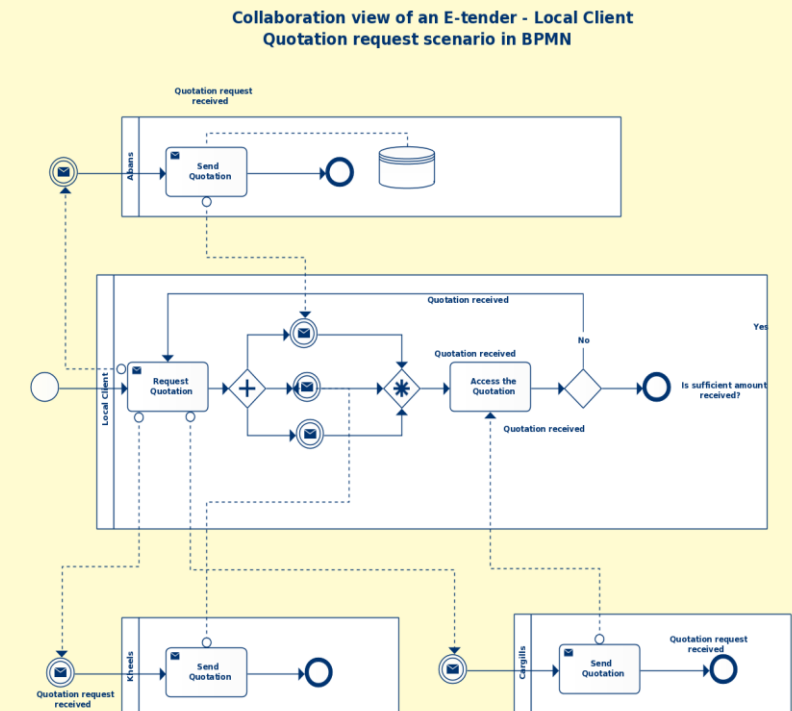 Collaboration view of an E-tender - Local Client
Quotation request scenario in BPMN
Quotation request
received
Abans
Send
Quotation
Quotation received
Yes
No
Quotation received
Local Client
Request
Quotation
Access the
Quotation
Is sufficient amount
received?
Quotation received
Kheels
Send
Quotation
Quotation request
received
Cargills
Send
Quotation
Quotation request
received